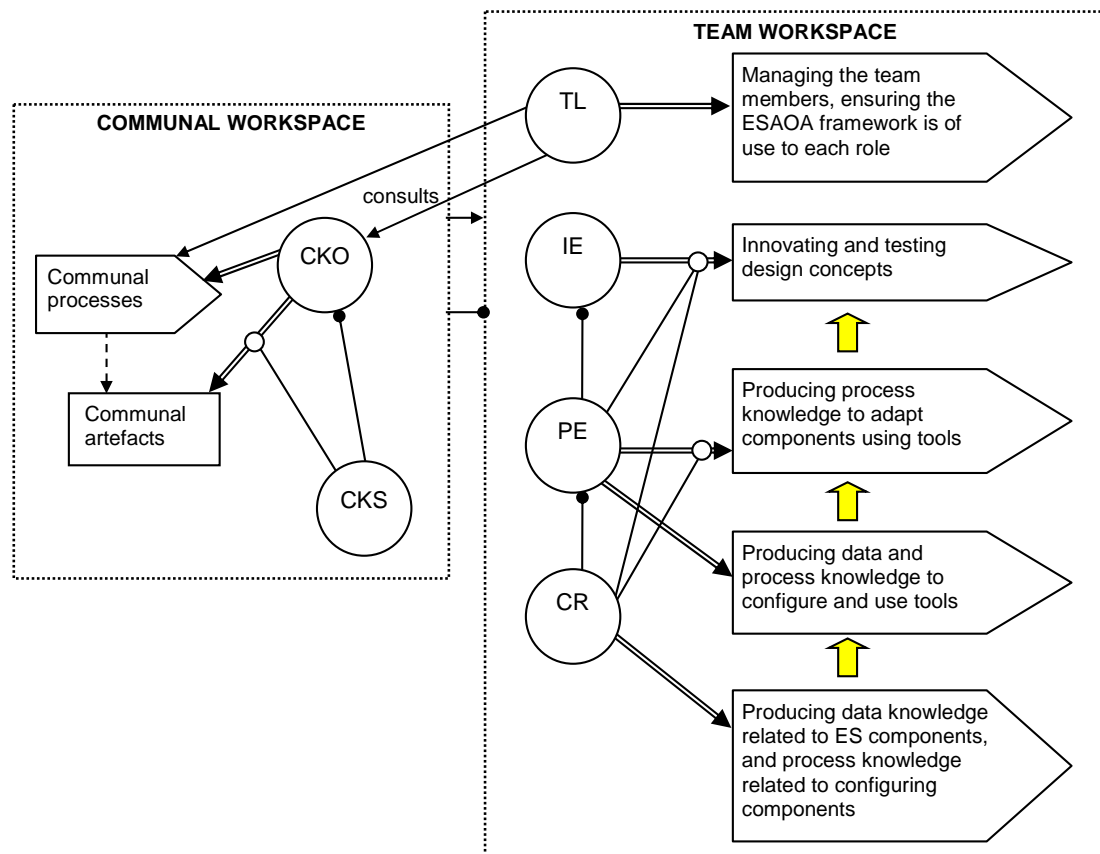 TEAM WORKSPACE
COMMUNAL WORKSPACE
TL
Managing the team
members, ensuring the
ESAOA framework is of
use to each role
consults
CKO
Communal
processes
Communal
artefacts
CKS
IE
Innovating and testing
design concepts
PE
Producing process
knowledge to adapt
components using tools
Producing data and
process knowledge to
configure and use tools
CR
Producing data knowledge
related to ES components,
and process knowledge
related to configuring
components